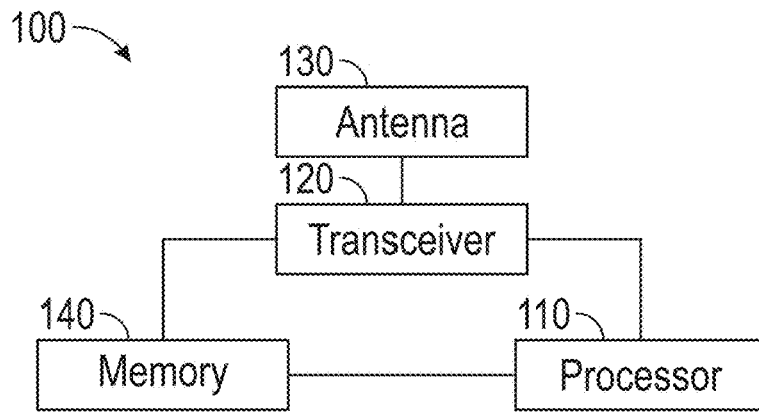 100
130
Antenna
120
Transceiver
140
Memory
110
Processor